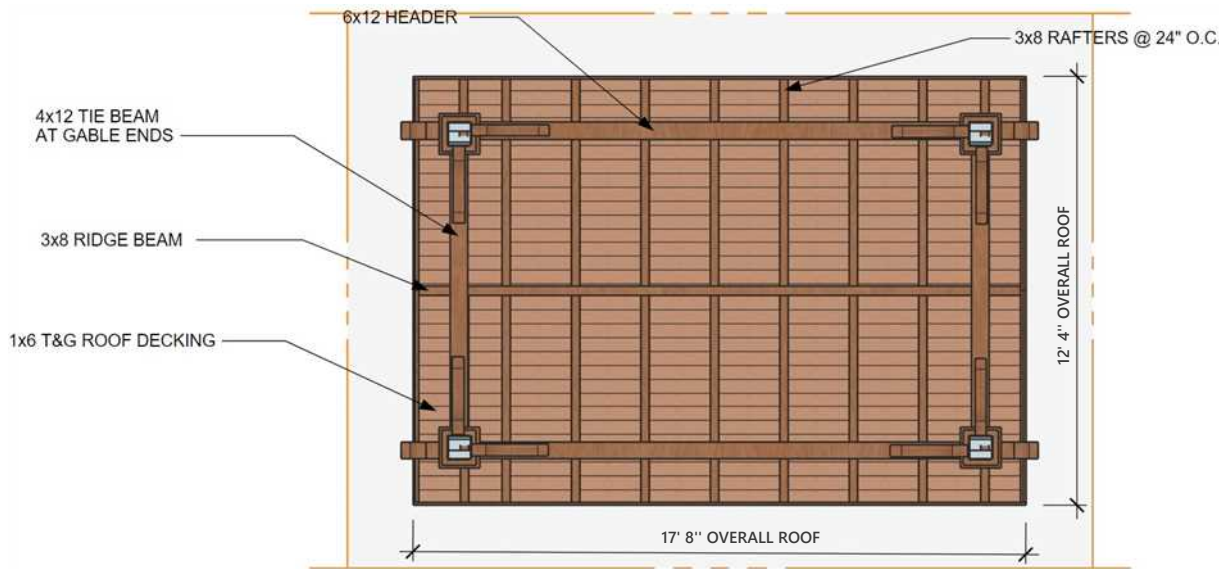 6x12 HEADER
3x8 RAFTERS @ 24" O.C.
4x12 TIE BEAM
AT GABLE ENDS
3x8 RIDGE BEAM
1x6 T&G ROOF DECKING
12' 4'' OVERALL ROOF
17' 8'' OVERALL ROOF